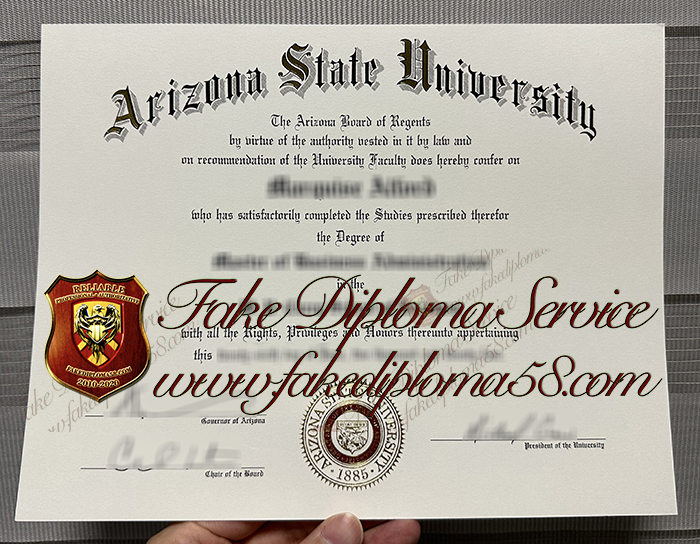 Arizona State University
The Arizona Board of Regents
by virtue of the authority vested in it by law and
on recommendation of the University Faculty does hereby confer on
who has satisfactorily completed the Studies prescribed therefor
the Degree of
in the
Fake Diploma Service
with all the Rights, Privileges and Honors thereunto appertaining
this
www.fakediploma58.com
RELIABLE
PROFESSIONAL & AUTHORITATIVE
FAKEDIPLOMA58.COM
2010-2020
Governor of Arizona
Chair of the Board
ARIZONA STATE UNIVERSITY
1885
President of the University